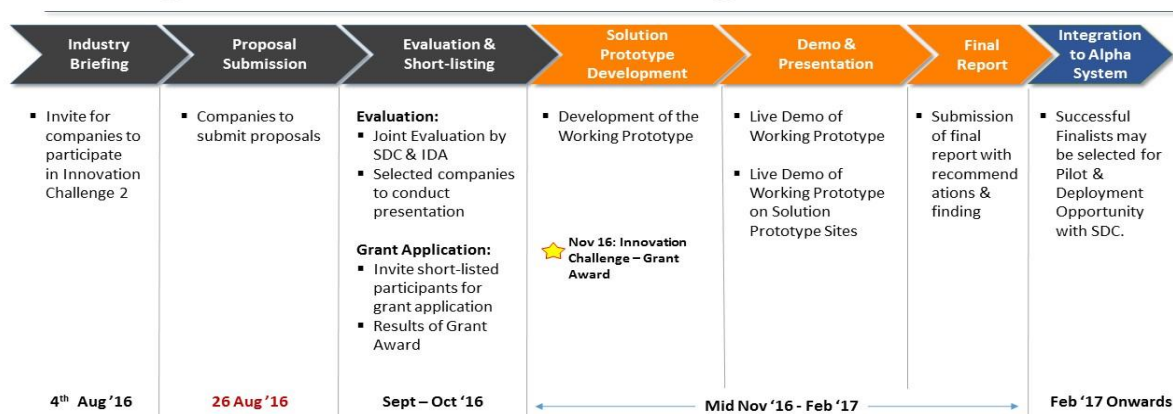 Industry
Briefing
Proposal
Submission
Evaluation &
Short-listing
Solution
Prototype
Development
Demo &
Presentation
Final
Report
Integration
to Alpha
System
▪ Invite for
companies to
participate
in Innovation
Challenge 2
▪ Companies to
submit proposals
Evaluation:
▪ Joint Evaluation by
SDC & IDA
▪ Selected companies
to conduct
presentation
Grant Application:
▪ Invite short-listed
participants for
grant application
▪ Results of Grant
Award
▪ Development of the
Working Prototype
Nov 16: Innovation
Challenge – Grant
Award
▪ Live Demo of
Working Prototype
▪ Live Demo of
Working Prototype
on Solution
Prototype Sites
▪ Submission
of final
report with
recommend
ations &
finding
▪ Successful
Finalists may
be selected for
Pilot &
Deployment
Opportunity
with SDC.
4th Aug '16
26 Aug '16
Sept – Oct '16
Mid Nov '16 - Feb '17
Feb '17 Onwards